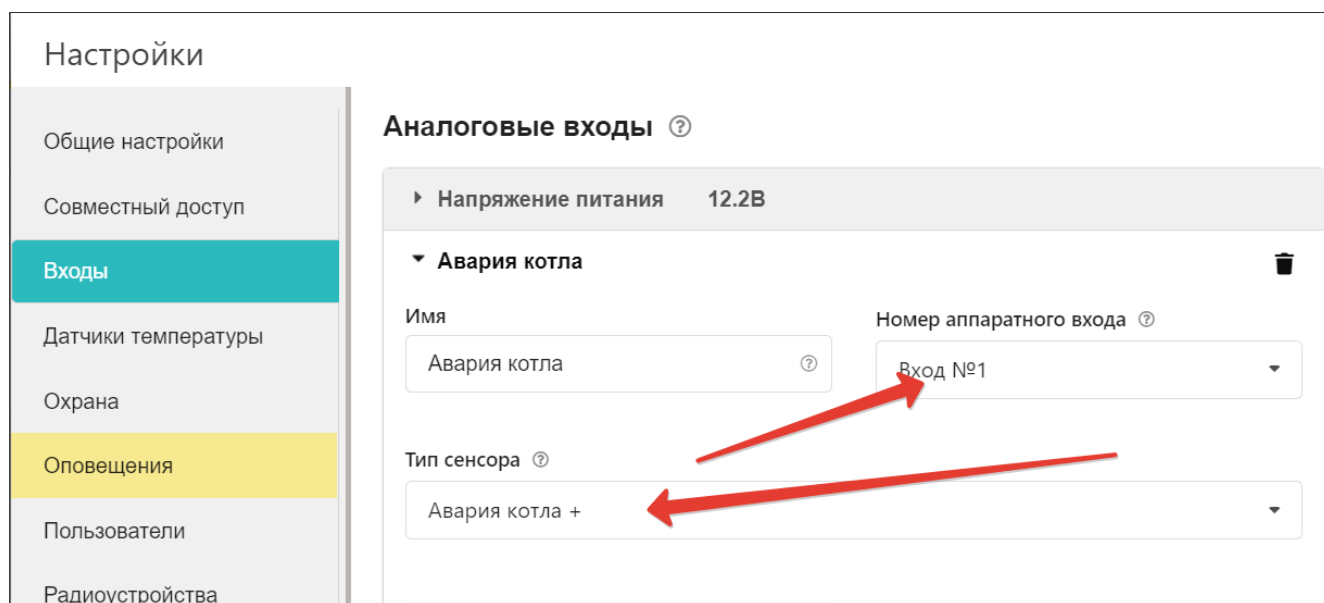 Настройки
Общие настройки
Совместный доступ
Входы
Датчики температуры
Охрана
Оповещения
Пользователи
Радиоустройства
Аналоговые входы ?
Напряжение питания 12.2В
Авария котла
Имя
Авария котла ?
Номер аппаратного входа ?
Вход №1
Тип сенсора ?
Авария котла +